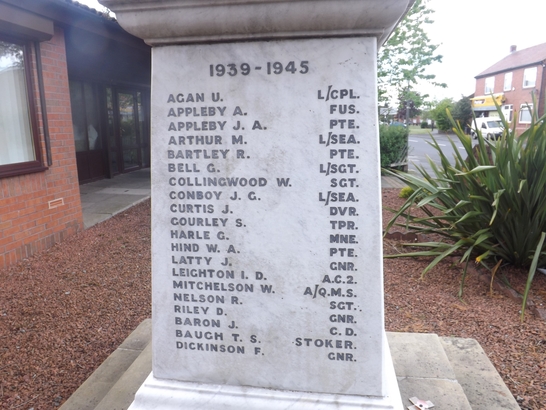 1939-1945
AGAN U. L/CPL.
APPLEBY A. FUS.
APPLEBY J. A. PTE.
ARTHUR M. L/SEA.
BARTLEY R. PTE.
BELL G. L/SGT.
COLLINGWOOD W. SGT.
CONBOY J. G. L/SEA.
CURTIS J. DVR.
GOURLEY S. TPR.
HARLE G. MNE.
HIND W. A. PTE.
LATTY J. GNR.
LEIGHTON I. D. A.C.2.
MITCHELSON W. A/Q.M.S.
NELSON R. SGT.
RILEY D. GNR.
BARON J. C.D.
BAUGH T. S. STOKER.
DICKINSON F. GNR.